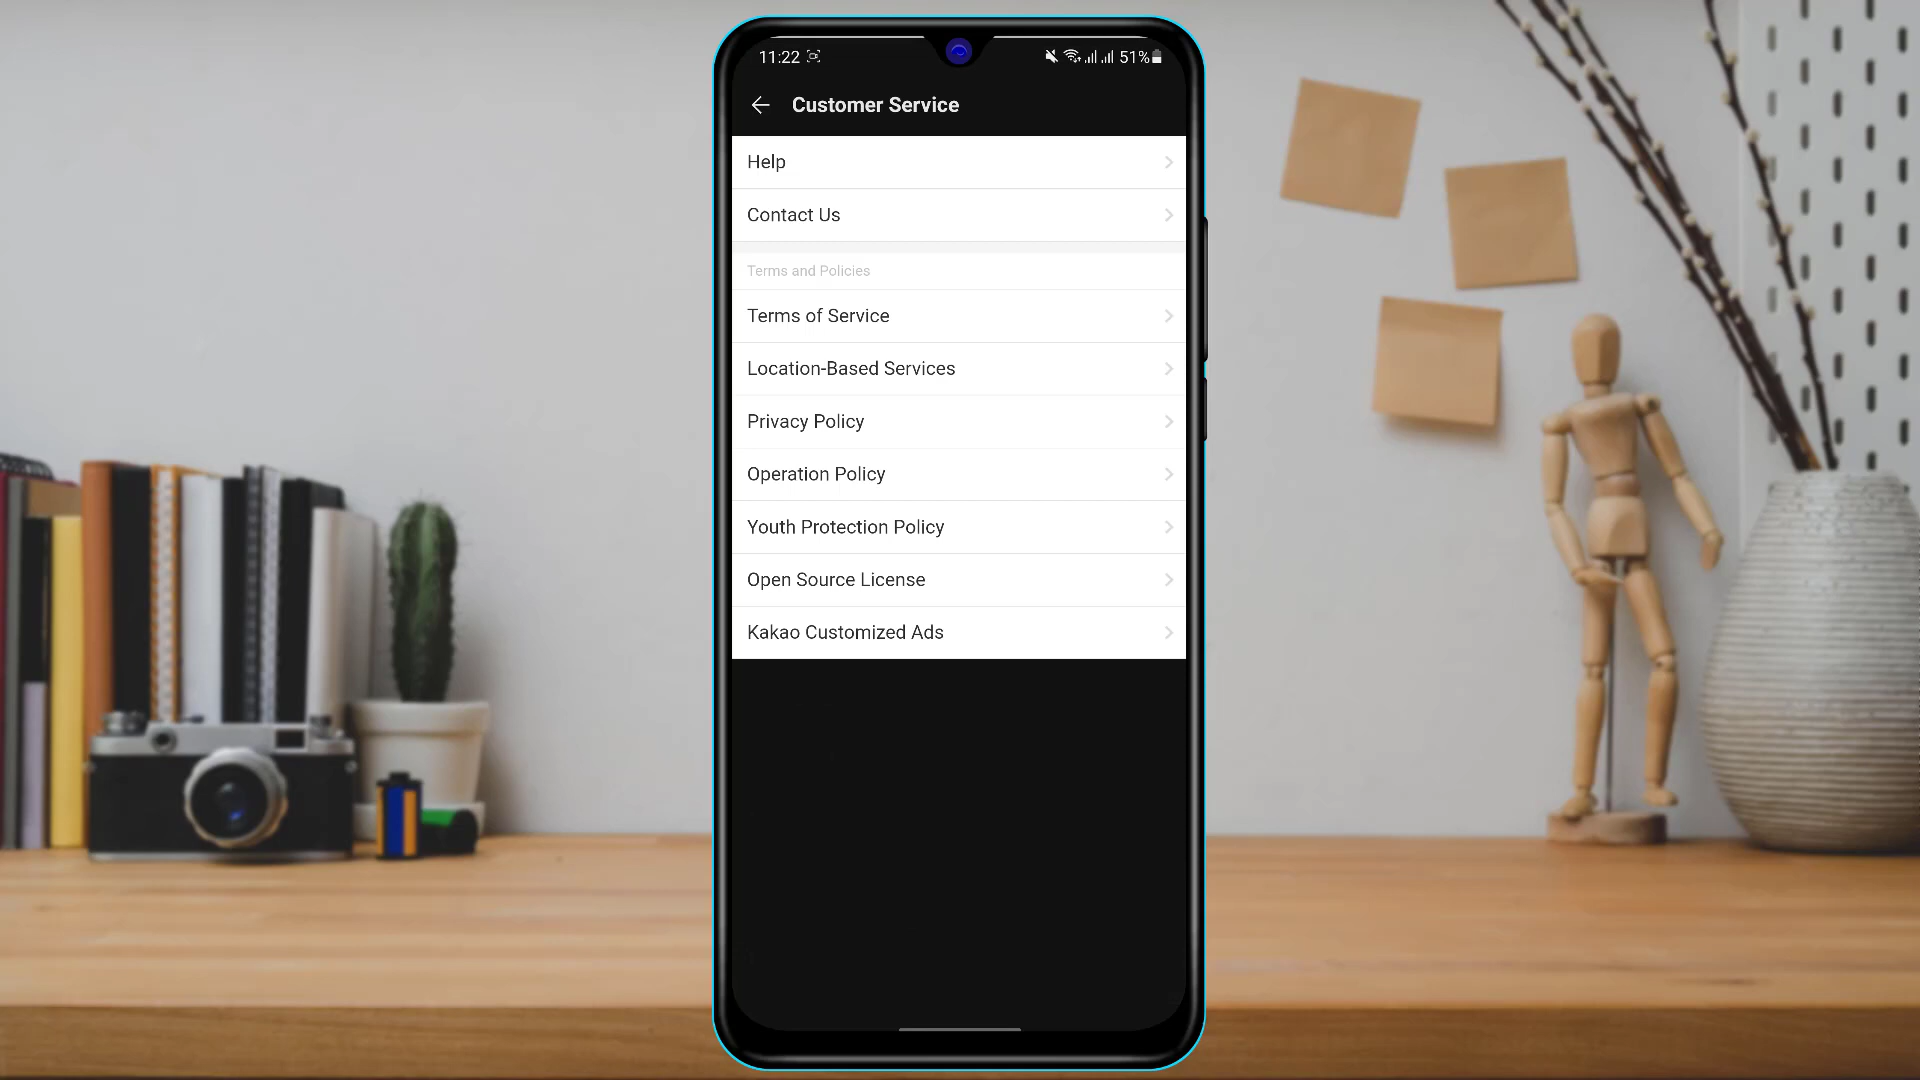 11:22
51%
Customer Service
Help
Contact Us
Terms and Policies
Terms of Service
Location-Based Services
Privacy Policy
Operation Policy
Youth Protection Policy
Open Source License
Kakao Customized Ads